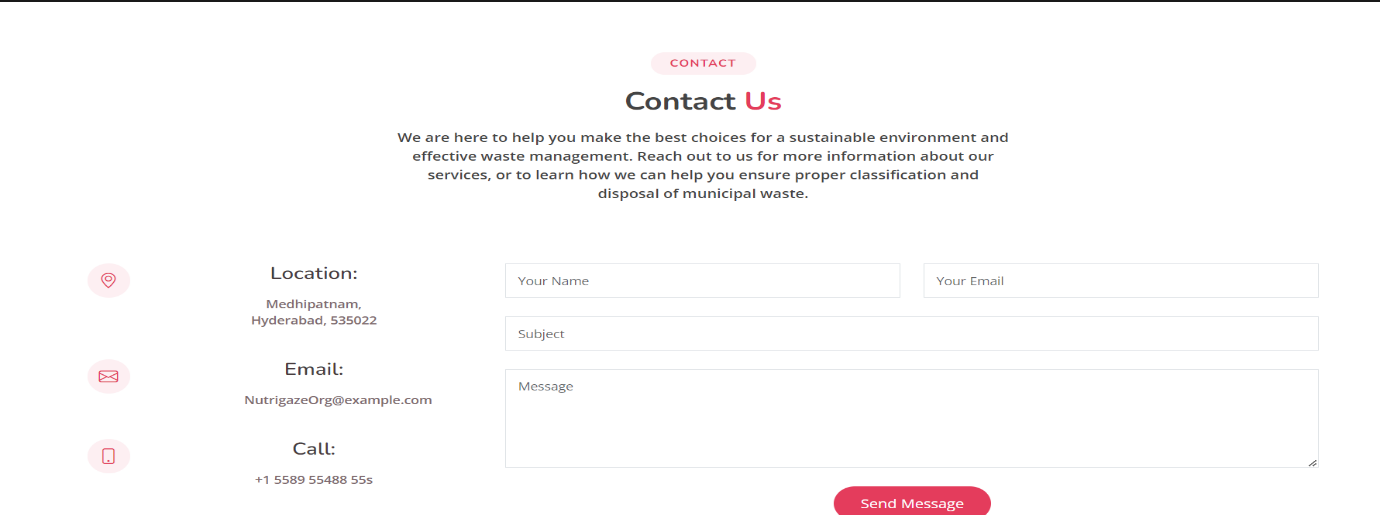 CONTACT
Contact Us
We are here to help you make the best choices for a sustainable environment and
effective waste management. Reach out to us for more information about our
services, or to learn how we can help you ensure proper classification and
disposal of municipal waste.
Location:
Medhipatnam,
Hyderabad, 535022
Email:
NutrigazeOrg@example.com
Call:
+1 5589 55488 55s
Your Name
Your Email
Subject
Message
Send Message